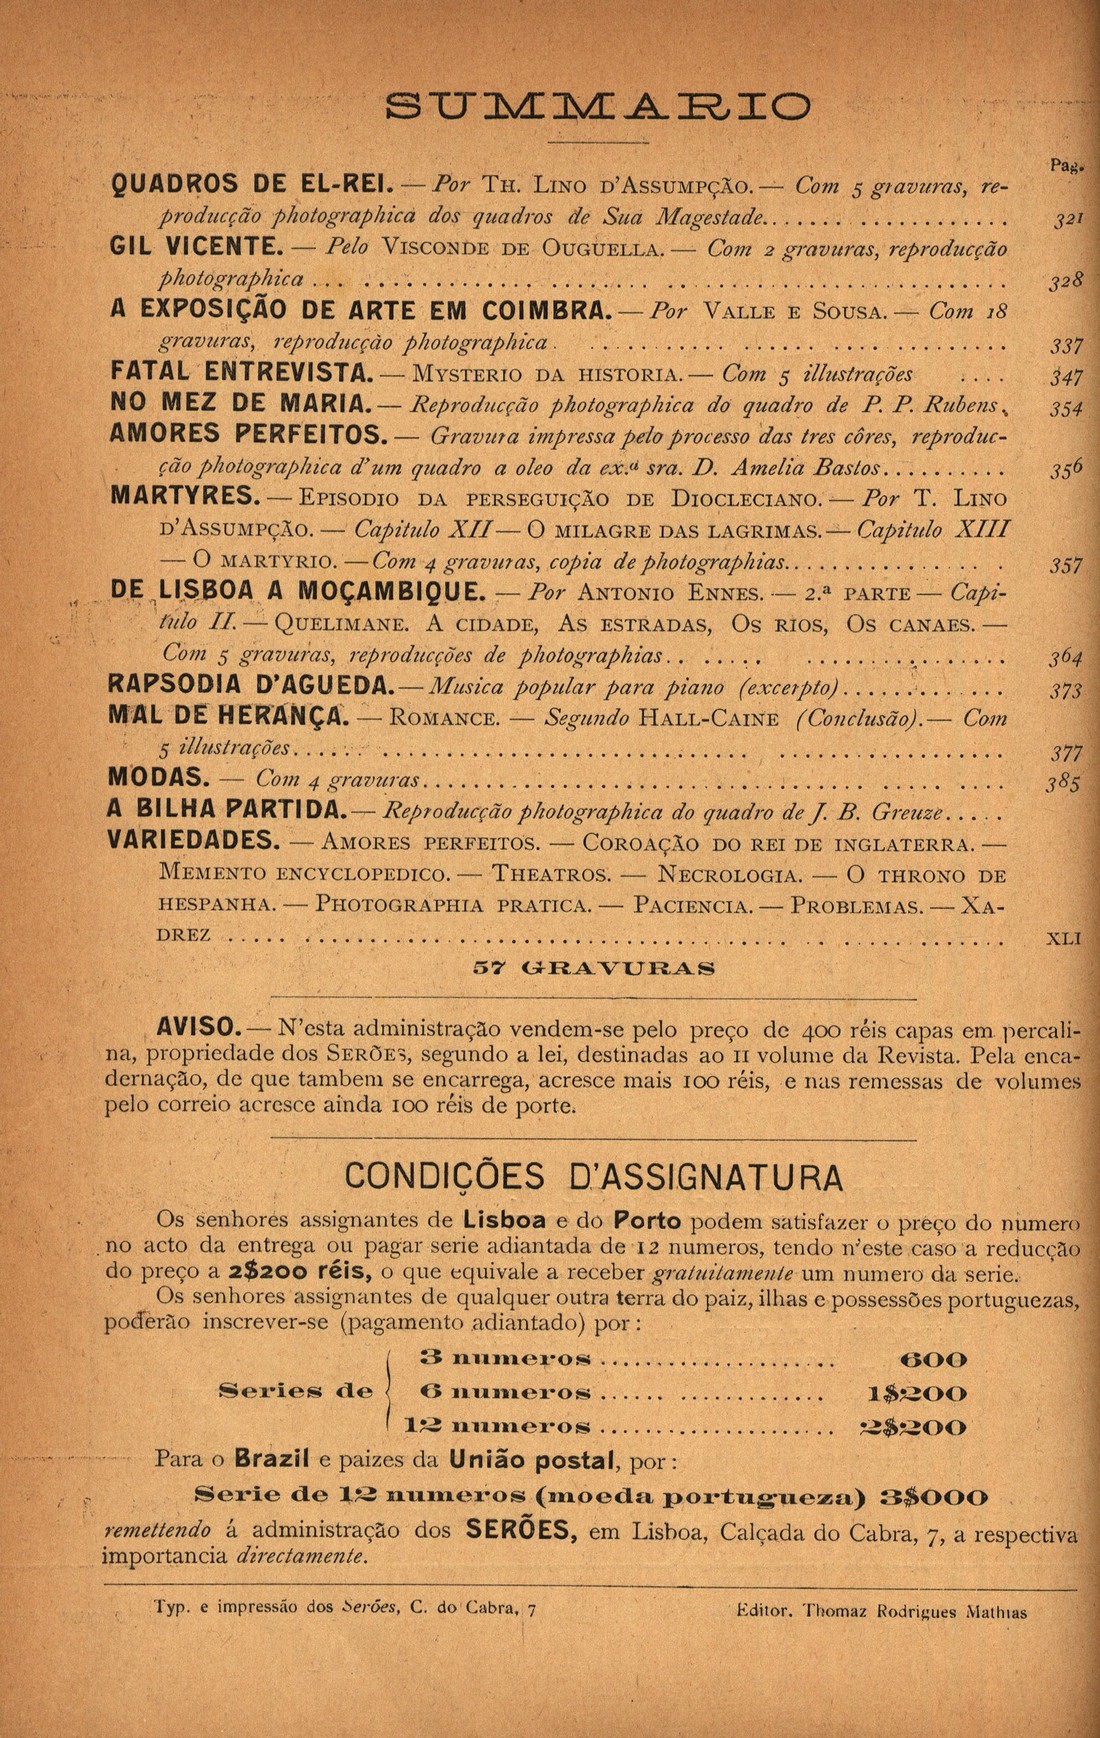 SUMMARIO
Pag.
QUADROS DE EL-REI. — Por TH. LINO D'ASSUMPÇÃO. — Com 5 gravuras, re-
producção photographica dos quadros de Sua Magestade........................ 321
GIL VICENTE. — Pelo VISCONDE DE OUGUELLA. — Com 2 gravuras, reproducção
photographica ... ........................................................ 328
A EXPOSIÇÃO DE ARTE EM COIMBRA. — Por VALLE E SOUSA. — Com 18
gravuras, reproducção photographica. ................................ 337
FATAL ENTREVISTA. — MYSTERIO DA HISTORIA. — Com 5 illustrações .... 347
NO MEZ DE MARIA. — Reproducção photographica do quadro de P. P. Rubens. 354
AMORES PERFEITOS. — Gravura impressa pelo processo das tres côres, reproduc-
ção photographica d'um quadro a oleo da ex.ª sra. D. Amelia Bastos.......... 356
MARTYRES. — EPISODIO DA PERSEGUIÇÃO DE DIOCLECIANO. — Por T. LINO
D'ASSUMPÇÃO. — Capitulo XII — O MILAGRE DAS LAGRIMAS. — Capitulo XIII
— O MARTYRIO. — Com 4 gravuras, copia de photographias................ 357
DE LISBOA A MOÇAMBIQUE. — Por ANTONIO ENNES. — 2.ª PARTE — Capi-
tulo II. — QUELIMANE. A CIDADE, AS ESTRADAS, OS RIOS, OS CANAES. —
Com 5 gravuras, reproducções de photographias.. ..... ................ 364
RAPSODIA D'AGUEDA. — Musica popular para piano (excerpto)............. 373
MAL DE HERANÇA. — ROMANCE. — Segundo HALL-CAINE (Conclusão). — Com
5 illustrações...................................................... 377
MODAS. — Com 4 gravuras............................................. 385
A BILHA PARTIDA. — Reproducção photographica do quadro de J. B. Greuze.....
VARIEDADES. — AMORES PERFEITOS. — COROAÇÃO DO REI DE INGLATERRA. —
MEMENTO ENCYCLOPEDICO. — THEATROS. — NECROLOGIA. — O THRONO DE
HESPANHA. — PHOTOGRAPHIA PRATICA. — PACIENCIA. — PROBLEMAS. — XA-
DREZ ..... .................................................... XLI
57 GRAVURAS
AVISO. — N'esta administração vendem-se pelo preço de 400 réis capas em percali-
na, propriedade dos SERÕES, segundo a lei, destinadas ao II volume da Revista. Pela enca-
dernação, de que tambem se encarrega, acresce mais 100 réis, e nas remessas de volumes
pelo correio acresce ainda 100 réis de porte.
CONDIÇÕES D'ASSIGNATURA
Os senhores assignantes de Lisboa e do Porto podem satisfazer o preço do numero
no acto da entrega ou pagar serie adiantada de 12 numeros, tendo n'este caso a reducção
do preço a 2$200 réis, o que equivale a receber gratuitamente um numero da serie.
Os senhores assignantes de qualquer outra terra do paiz, ilhas e possessões portuguezas,
poderão inscrever-se (pagamento adiantado) por:
3 numeros ....................... 600
Series de 6 numeros ...... ............. 1$200
12 numeros ....................... 2$200
Para o Brazil e paizes da União postal, por:
Serie de 12 numeros (moeda portugueza) 3$000
remettendo á administração dos SERÕES, em Lisboa, Calçada do Cabra, 7, a respectiva
importancia directamente.
Typ. e impressão dos Serões, C. do Cabra, 7
Editor. Thomaz Rodrigues Mathias